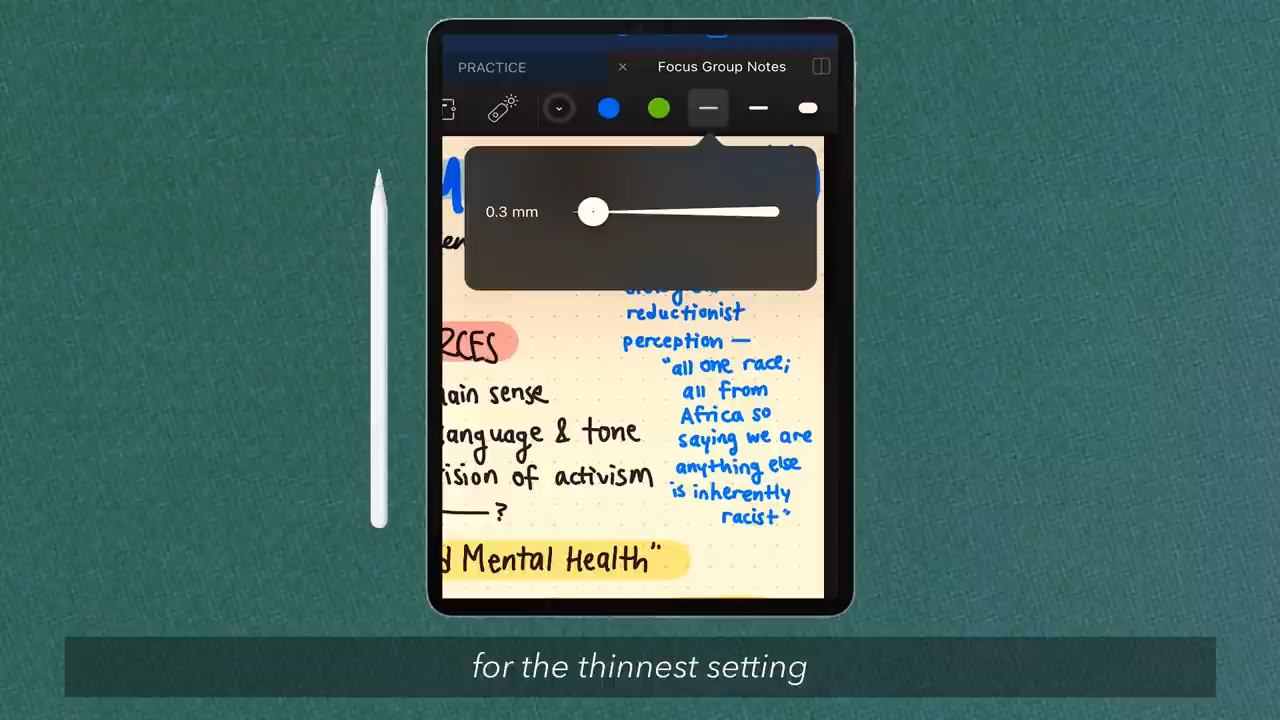 PRACTICE
Focus Group Notes
0.3 mm
reductionist
perception —
"all one race;
all from
Africa so
saying we are
anything else
is inherently
racist"
RCES
ain sense
language & tone
ision of activism
——?
d Mental Health"
for the thinnest setting